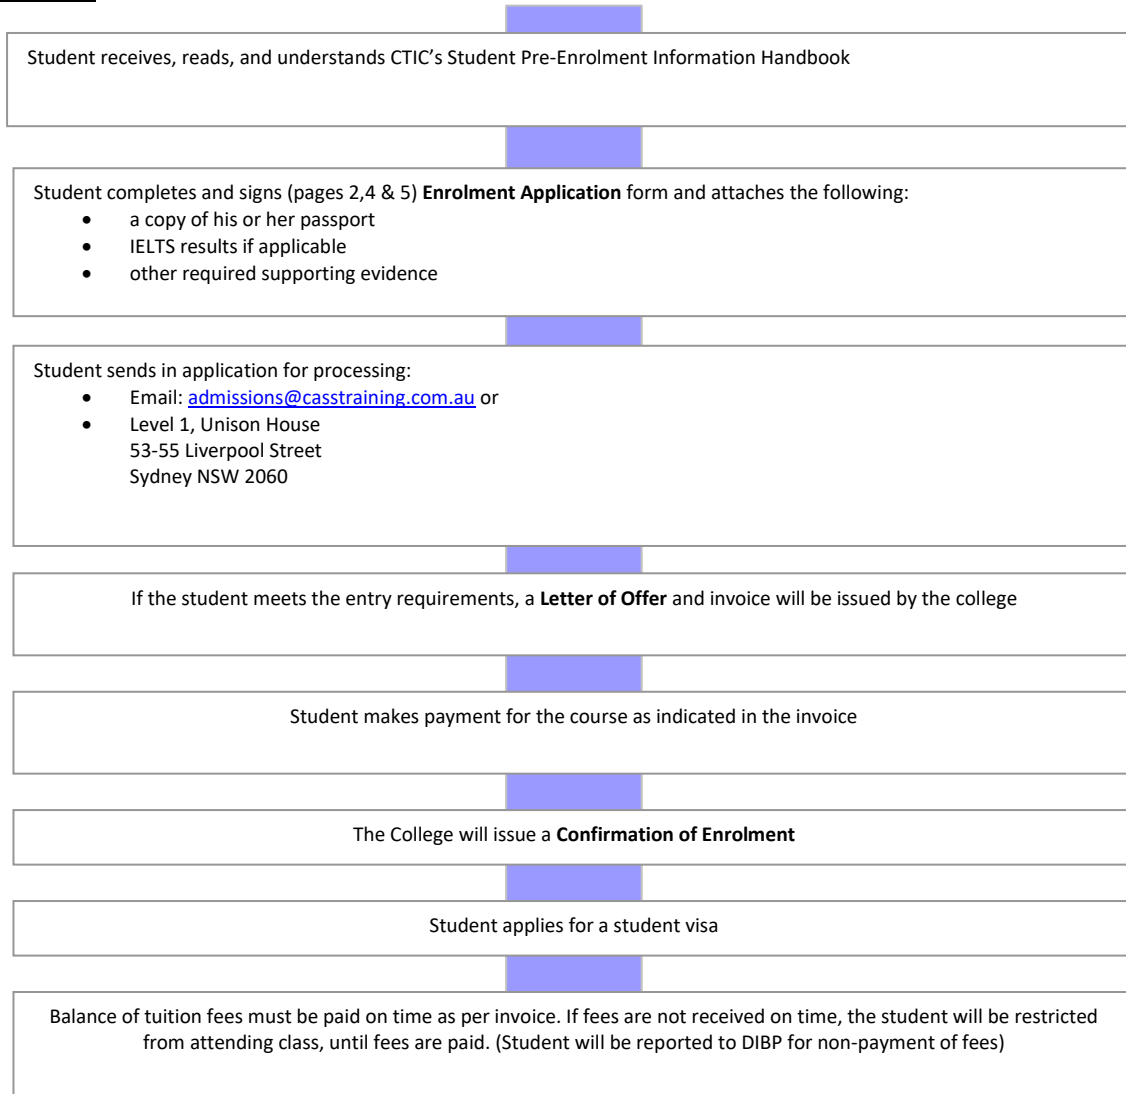 Student receives, reads, and understands CTIC’s Student Pre-Enrolment Information Handbook
Student completes and signs (pages 2,4 & 5) Enrolment Application form and attaches the following:
• a copy of his or her passport
• IELTS results if applicable
• other required supporting evidence
Student sends in application for processing:
• Email: admissions@casstraining.com.au or
• Level 1, Unison House
53-55 Liverpool Street
Sydney NSW 2060
If the student meets the entry requirements, a Letter of Offer and invoice will be issued by the college
Student makes payment for the course as indicated in the invoice
The College will issue a Confirmation of Enrolment
Student applies for a student visa
Balance of tuition fees must be paid on time as per invoice. If fees are not received on time, the student will be restricted
from attending class, until fees are paid. (Student will be reported to DIBP for non-payment of fees)